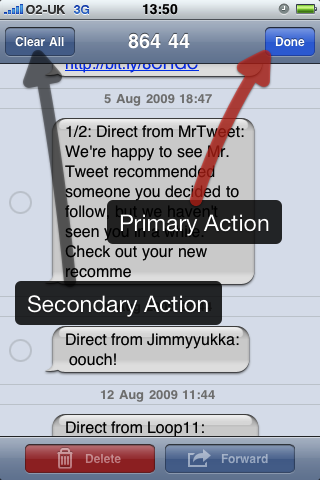 O2-UK 3G 13:50
Clear All 864 44 Done
http://bit.ly/8CHGC
5 Aug 2009 18:47
1/2: Direct from MrTweet:
We're happy to see Mr.
Tweet recommended
someone you decided to
follow, but we haven't
seen you in a while.
Check out your new
recomme
Primary Action
Secondary Action
Direct from Jimmyyukka:
oouch!
12 Aug 2009 11:44
Direct from Loop11:
Delete Forward